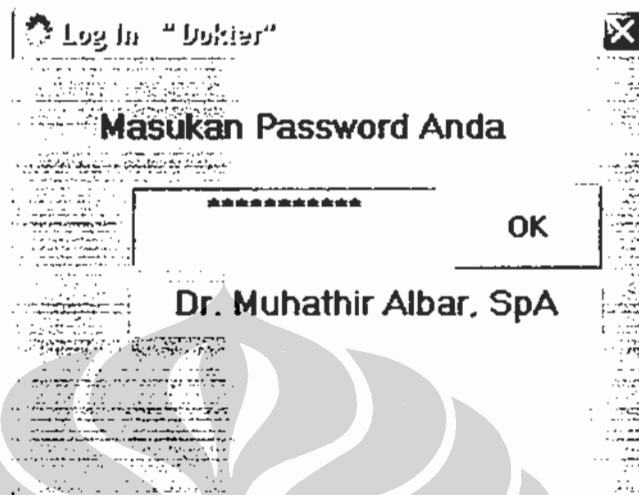 Log In "Dokter"
Masukan Password Anda
***********
OK
Dr. Muhathir Albar, SpA